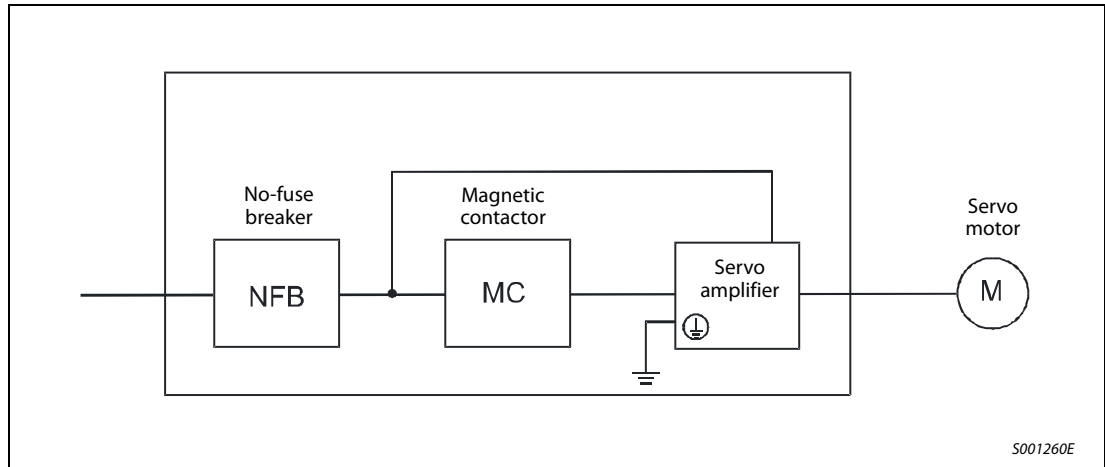 No-fuse
breaker
NFB
Magnetic
contactor
MC
Servo
amplifier
Servo
motor
M
S001260E